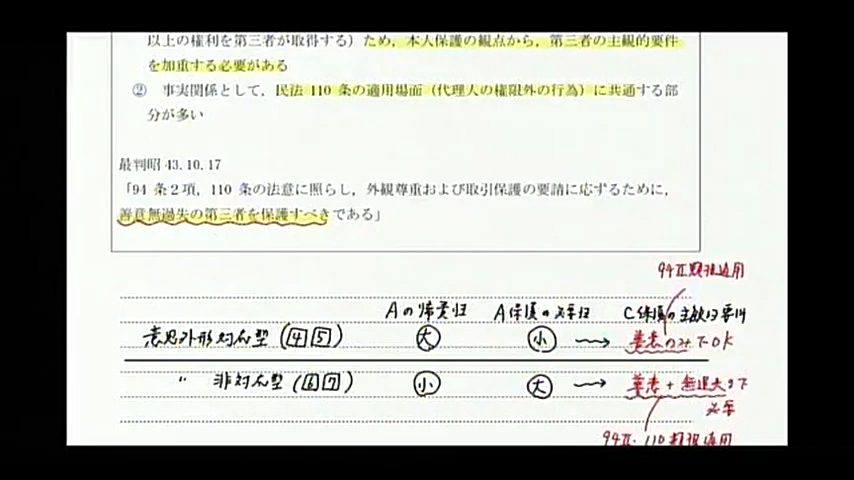 以上の権利を第三者が取得する）ため，本人保護の観点から，第三者の主観的要件
を加重する必要がある
② 事実関係として，民法 110 条の適用場面（代理人の権限外の行為）に共通する部
分が多い
最判昭 43.10.17
「94 条２項，110 条の法意に照らし，外観尊重および取引保護の要請に応ずるために，
善意無過失の第三者を保護すべきである」
94Ⅱ類推適用
Aの帰責性 A保護の必要性 C保護の主観的要件
意思外形対応型（4 5） 大 小 → 善意のみでOK
〃 非対応型（6 7） 小 大 → 善意＋無過失まで
必要
94Ⅱ・110類推適用